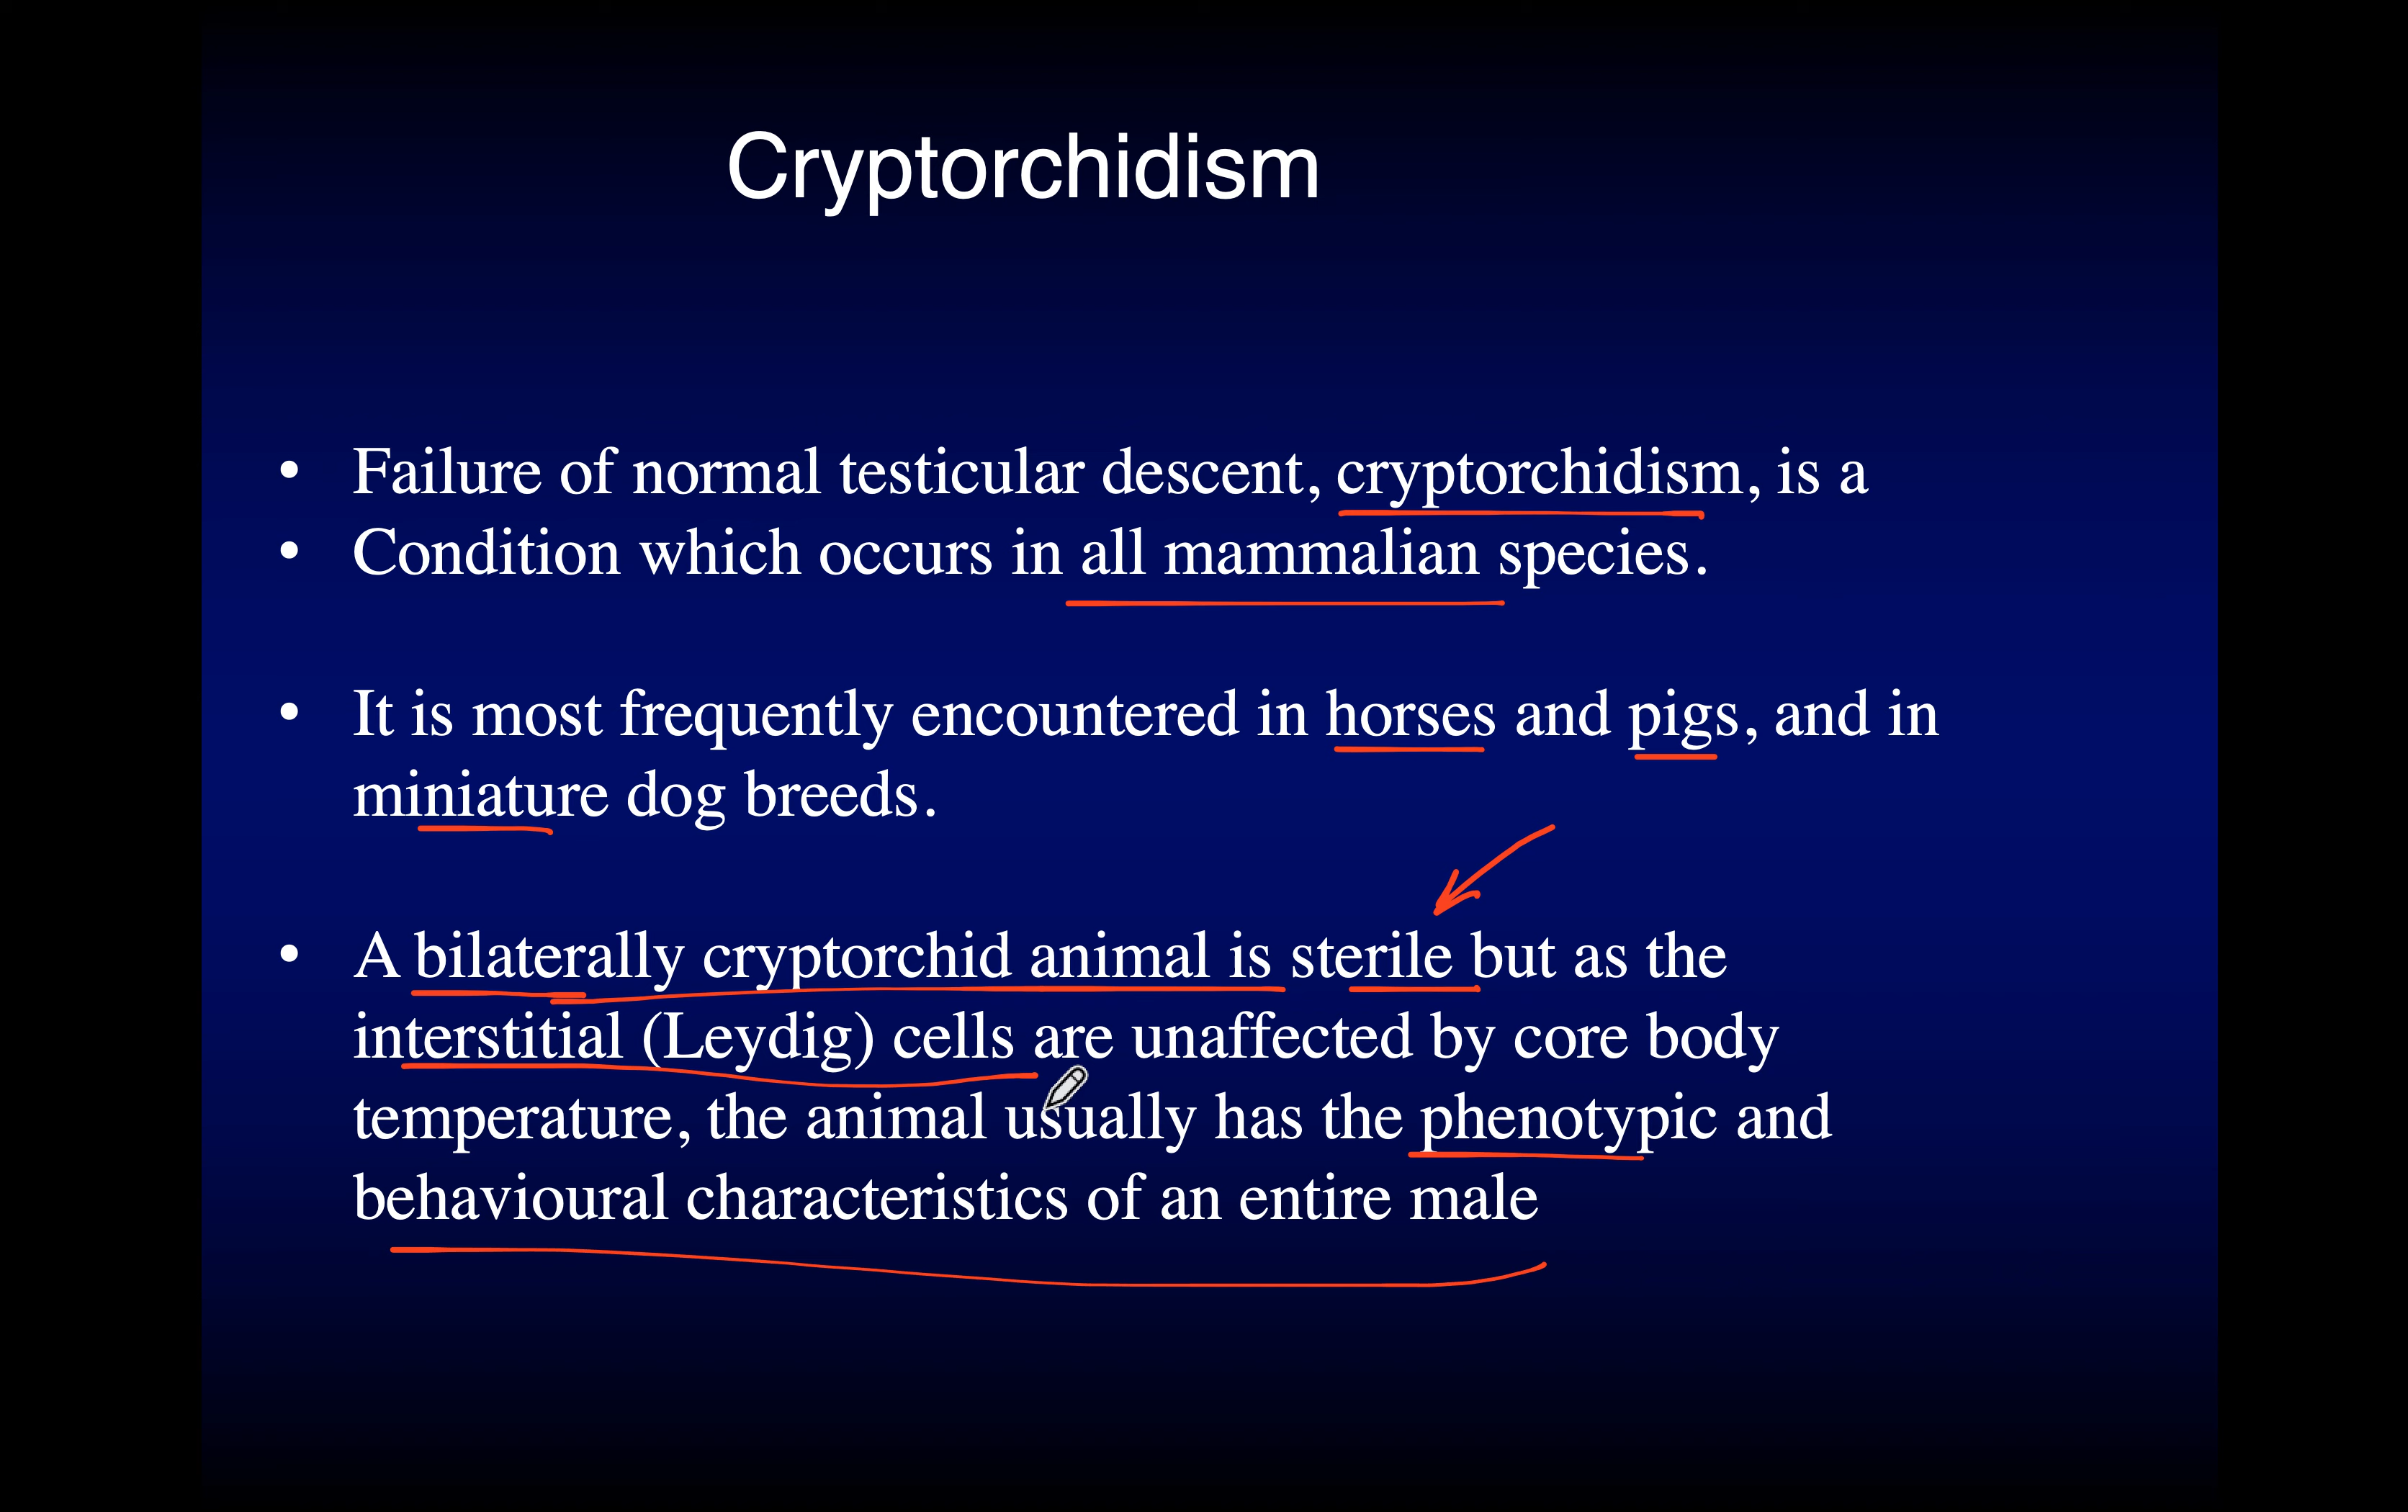 Cryptorchidism
• Failure of normal testicular descent, cryptorchidism, is a
• Condition which occurs in all mammalian species.
• It is most frequently encountered in horses and pigs, and in
miniature dog breeds.
• A bilaterally cryptorchid animal is sterile but as the
interstitial (Leydig) cells are unaffected by core body
temperature, the animal usually has the phenotypic and
behavioural characteristics of an entire male